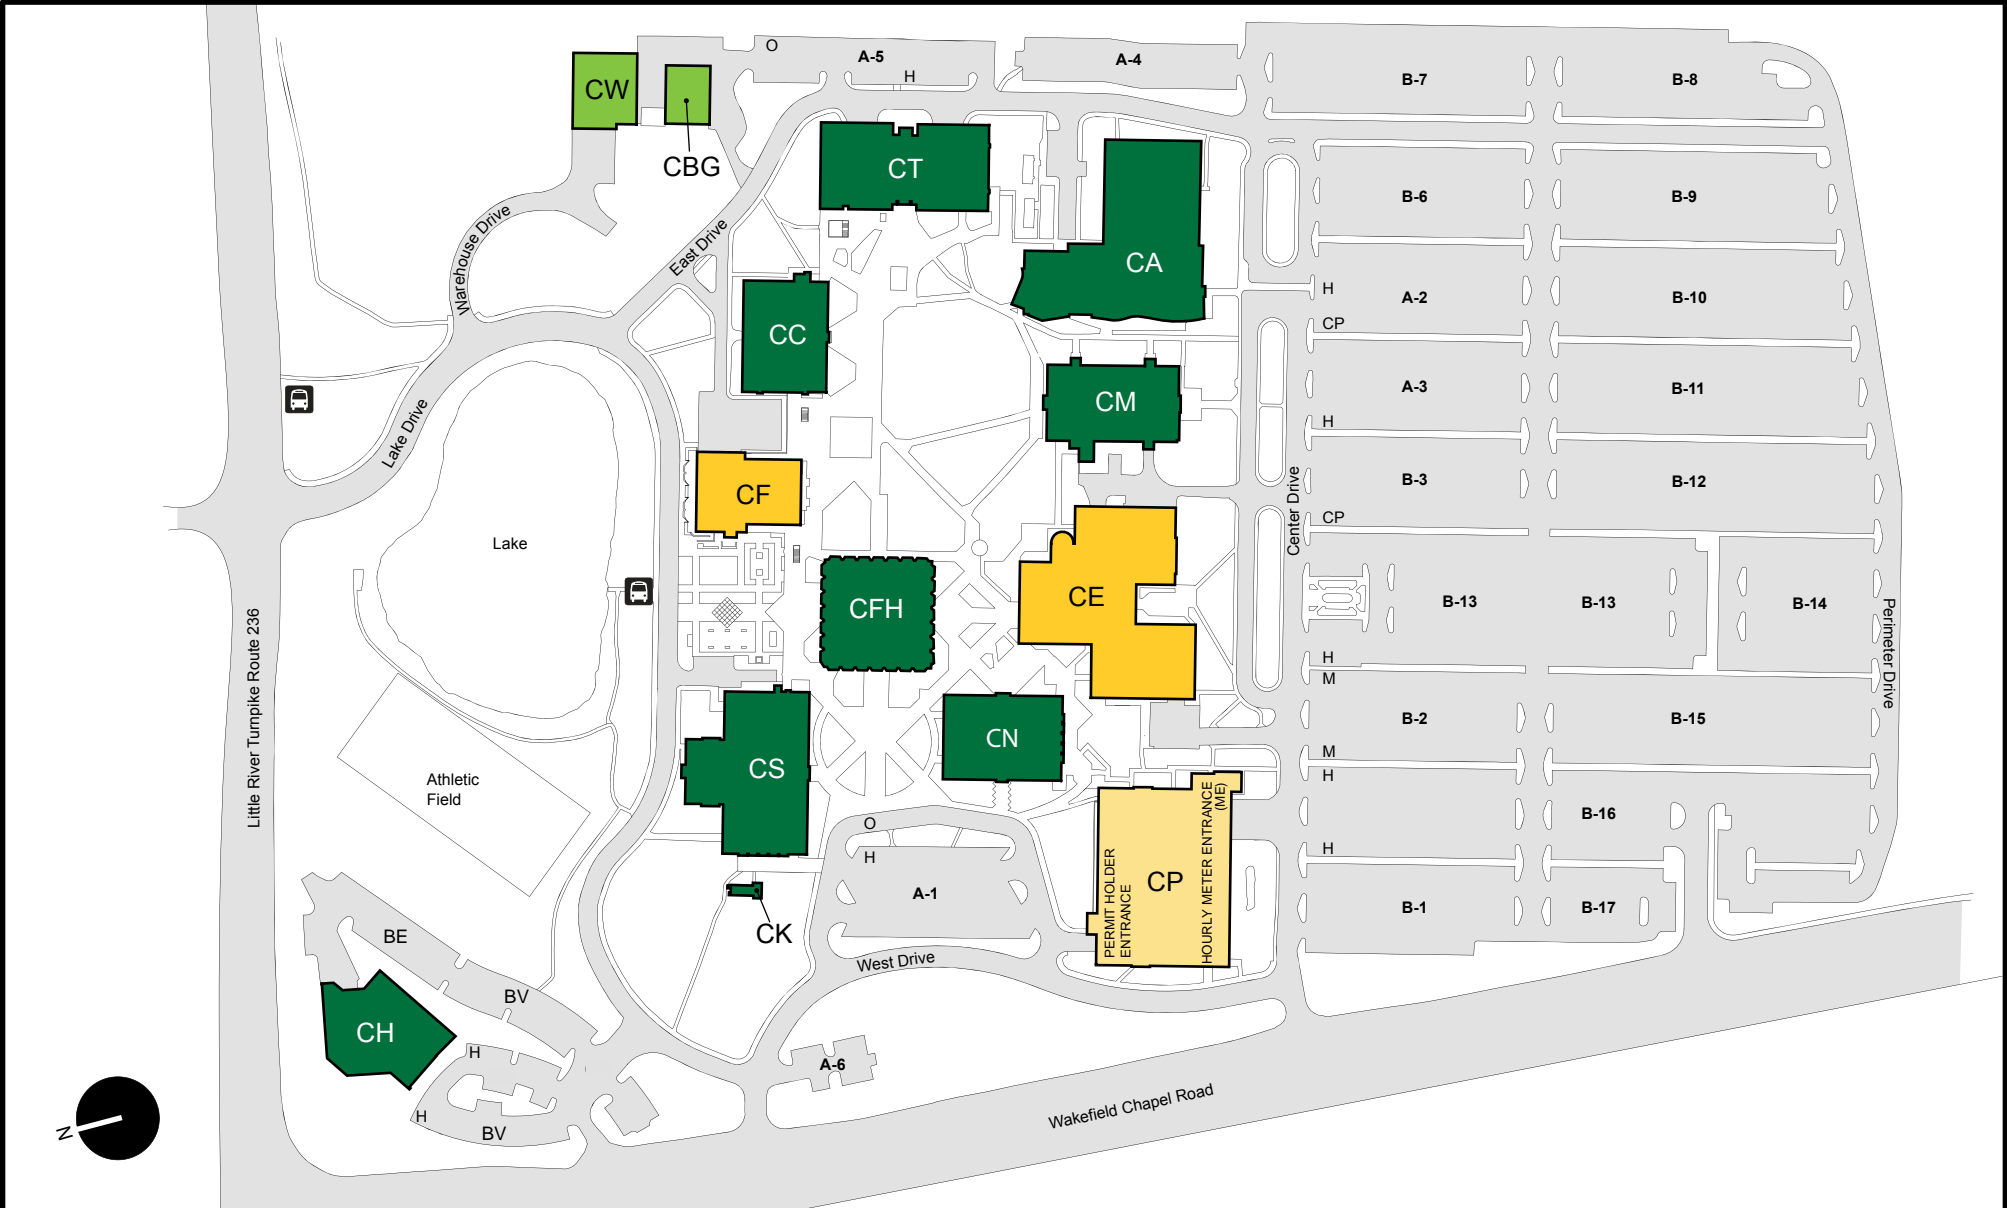 O
A-5
H
A-4
B-7
B-8
CW
CBG
CT
CA
B-6
B-9
Warehouse Drive
East Drive
H
A-2
B-10
CP
CC
CM
A-3
B-11
H
Lake Drive
CF
B-3
B-12
Center Drive
CP
Lake
CFH
CE
B-13
B-13
B-14
Perimeter Drive
Little River Turnpike Route 236
H
M
B-2
B-15
CN
CS
M
H
Athletic
Field
B-16
O
H
H
A-1
PERMIT HOLDER
ENTRANCE
CP
HOURLY METER ENTRANCE
(ME)
B-1
B-17
CK
BE
West Drive
BV
CH
H
A-6
H
BV
Wakefield Chapel Road
N